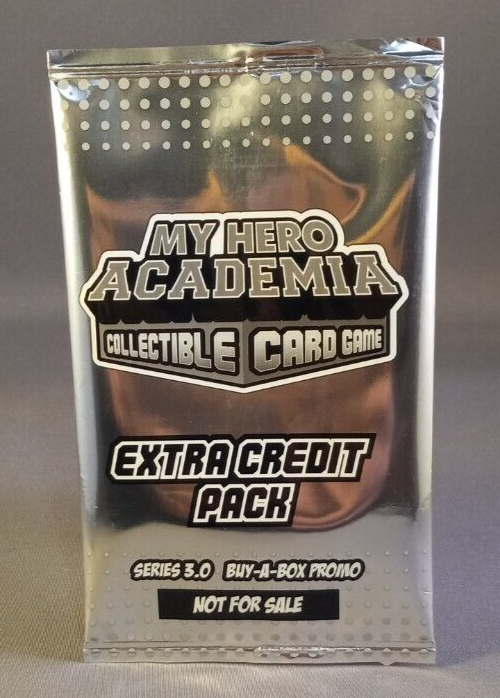 MY HERO
ACADEMIA
COLLECTIBLE CARD GAME
EXTRA CREDIT
PACK
SERIES 3.0 BUY-A-BOX PROMO
NOT FOR SALE